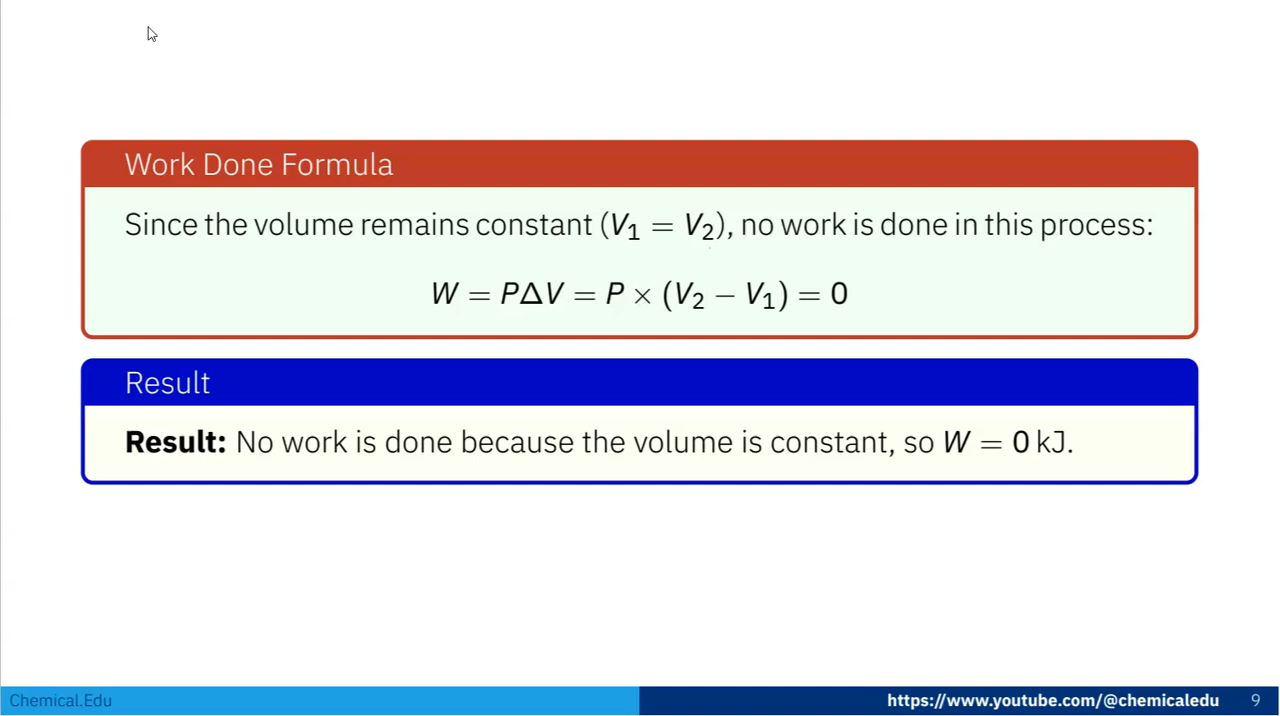 Work Done Formula
Since the volume remains constant (V₁ = V₂), no work is done in this process:
W = PΔV = P × (V₂ − V₁) = 0
Result
Result: No work is done because the volume is constant, so W = 0 kJ.
Chemical.Edu
https://www.youtube.com/@chemicaledu 9